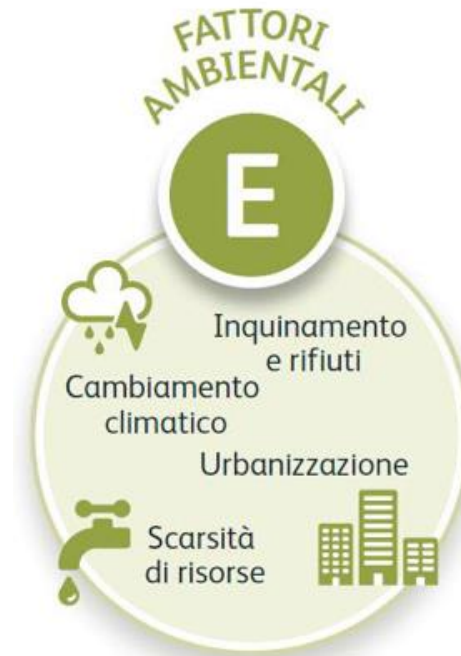 FATTORI
AMBIENTALI
E
Inquinamento
e rifiuti
Cambiamento
climatico
Urbanizzazione
Scarsità
di risorse